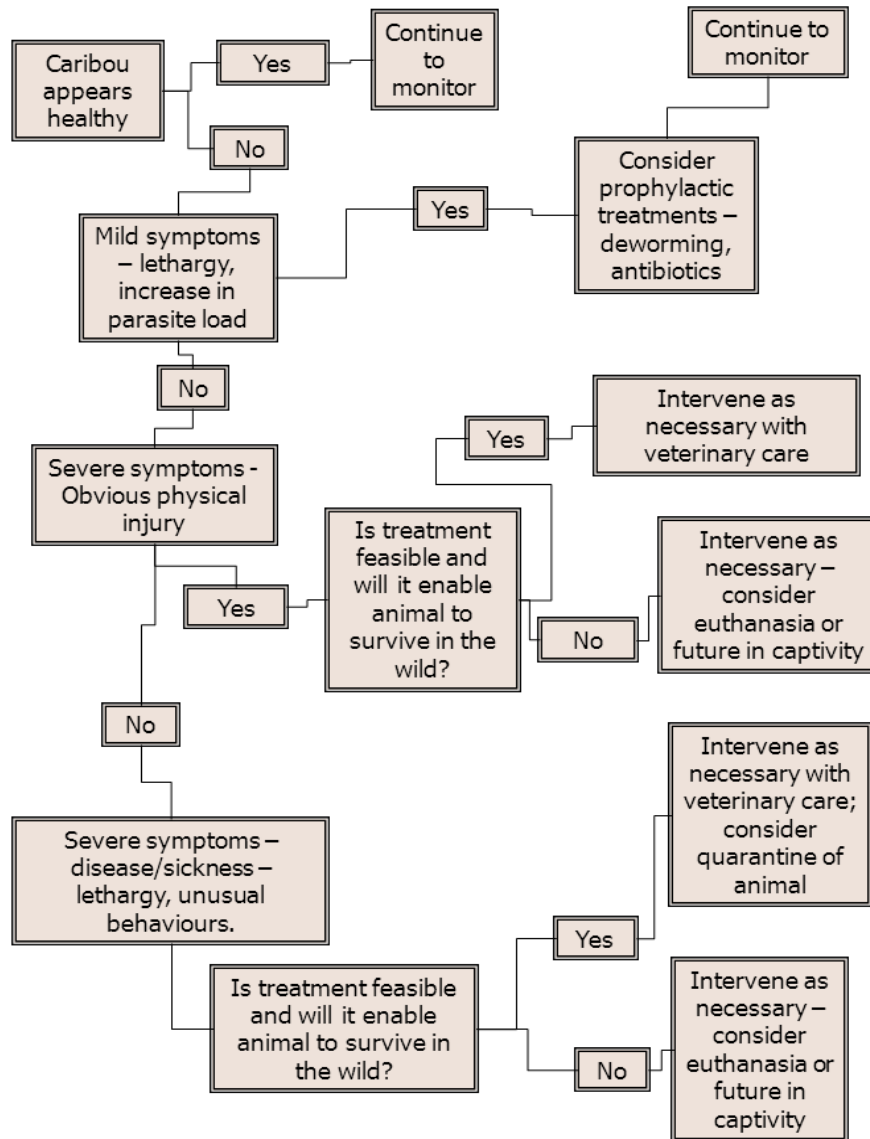 Caribou
appears
healthy
Yes
Continue
to
monitor
No
Mild symptoms
– lethargy,
increase in
parasite load
Yes
Consider
prophylactic
treatments –
deworming,
antibiotics
Continue to
monitor
No
Severe symptoms -
Obvious physical
injury
Yes
Is treatment
feasible and
will it enable
animal to
survive in the
wild?
Yes
Intervene as
necessary with
veterinary care
No
Intervene as
necessary –
consider
euthanasia or
future in captivity
No
Severe symptoms –
disease/sickness –
lethargy, unusual
behaviours.
Is treatment feasible
and will it enable
animal to survive in
the wild?
Yes
Intervene as
necessary with
veterinary care;
consider
quarantine of
animal
No
Intervene as
necessary –
consider
euthanasia or
future in
captivity